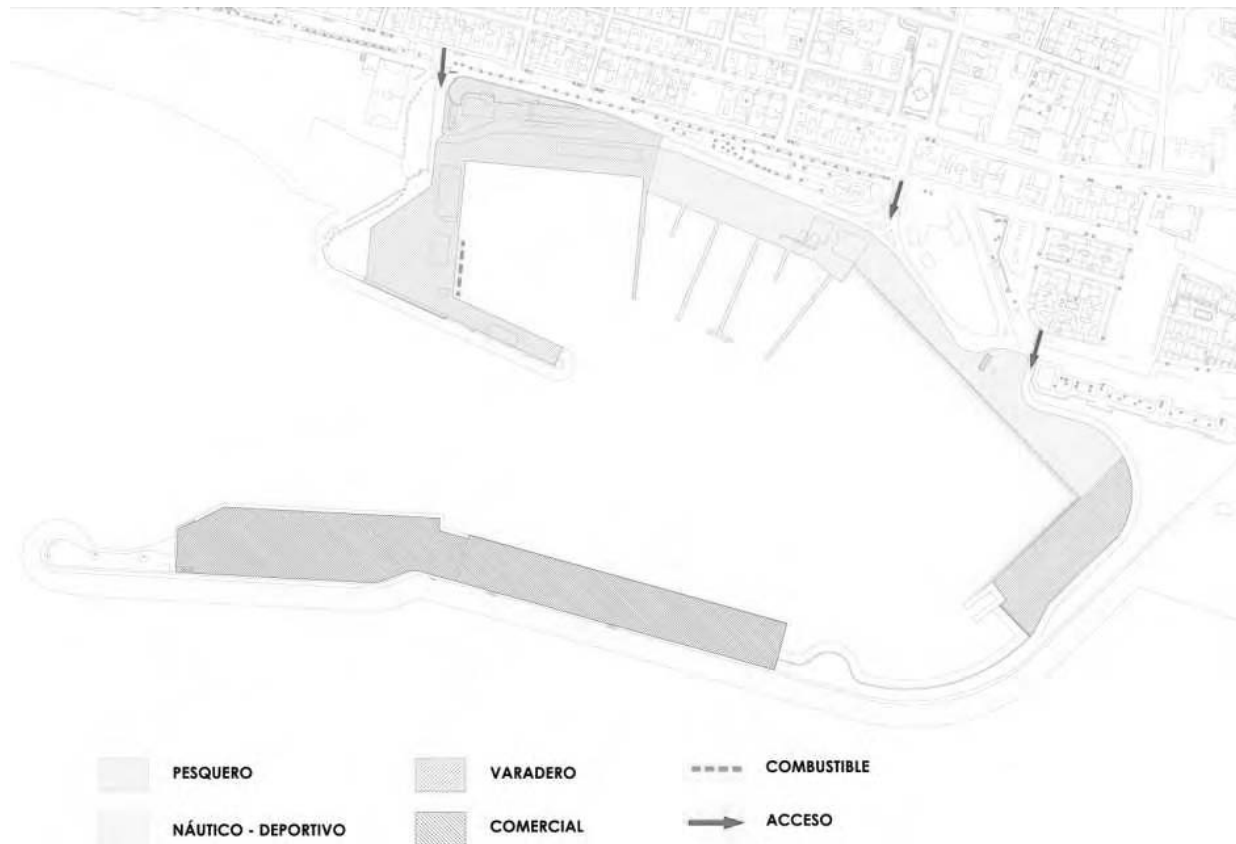 PESQUERO
VARADERO
COMBUSTIBLE
NÁUTICO - DEPORTIVO
COMERCIAL
ACCESO